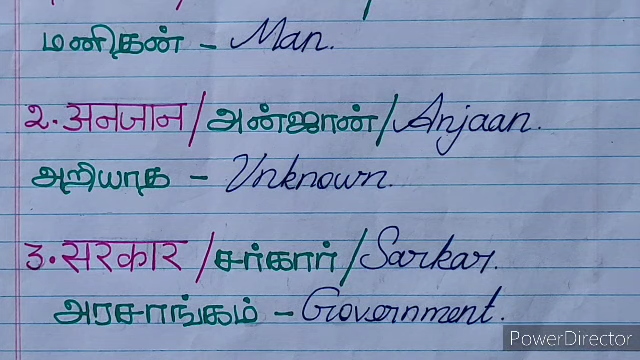 மனிதன் - Man.
२. अनजान / அன்ஜான் / Anjaan.
அறியாத - Unknown.
३. सरकार / சர்கார் / Sarkar.
அரசாங்கம் - Government.
PowerDirector